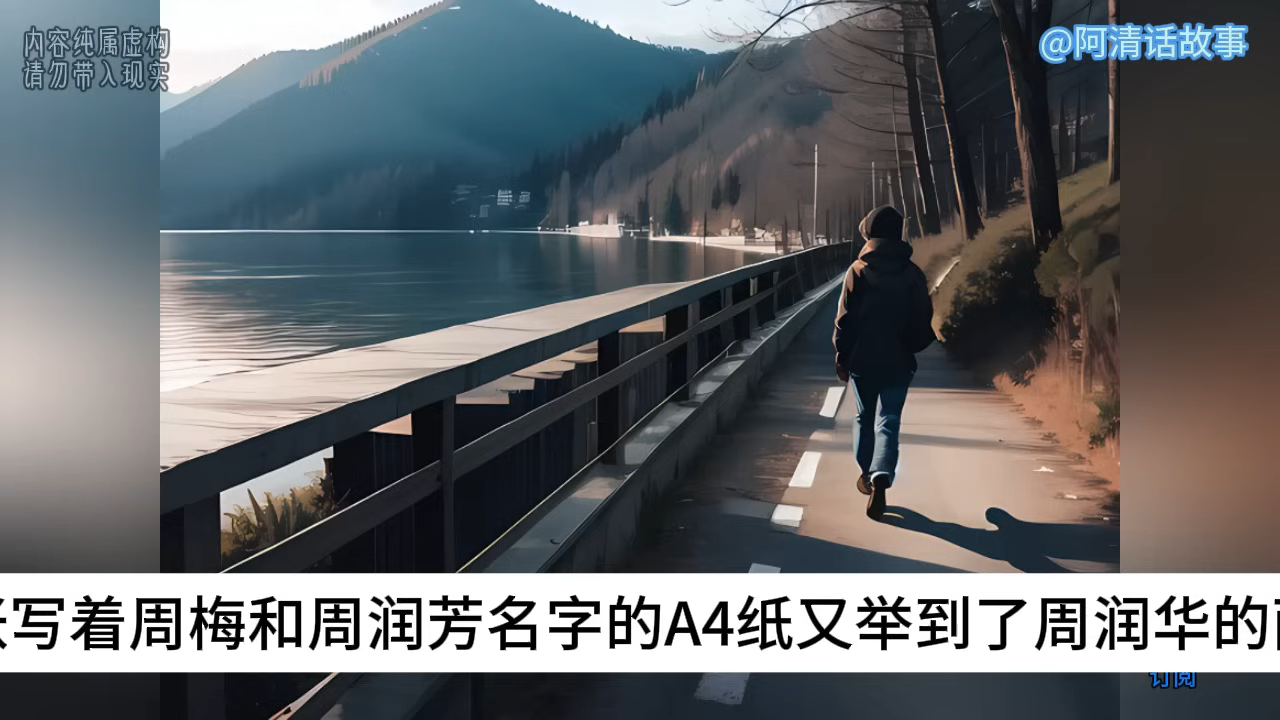 内容纯属虚构
请勿带入现实
@阿清话故事
写着周梅和周润芳名字的A4纸又举到了周润华的
订阅